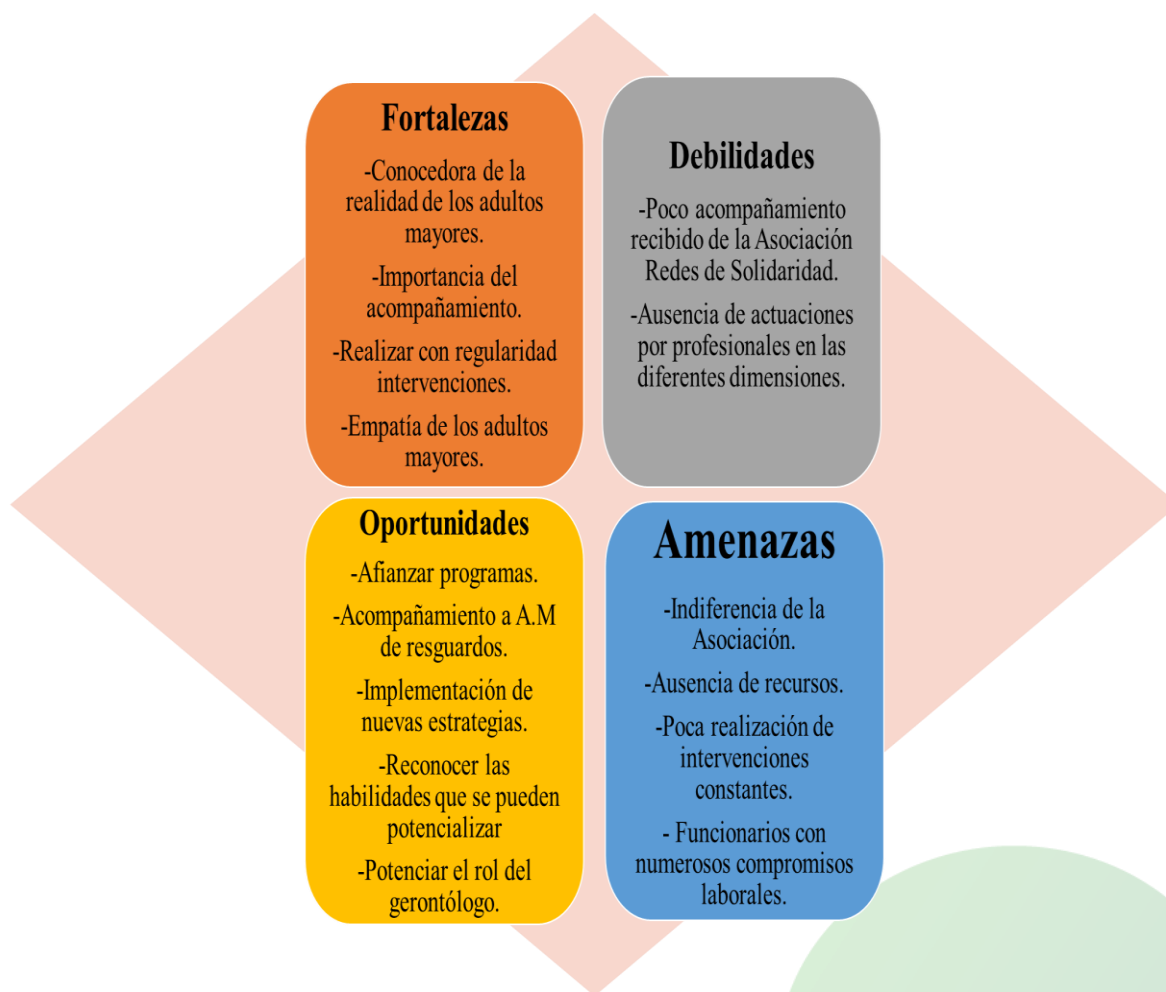 Fortalezas
-Conocedora de la
realidad de los adultos
mayores.
-Importancia del
acompañamiento.
-Realizar con regularidad
intervenciones.
-Empatía de los adultos
mayores.
Debilidades
-Poco acompañamiento
recibido de la Asociación
Redes de Solidaridad.
-Ausencia de actuaciones
por profesionales en las
diferentes dimensiones.
Oportunidades
-Afianzar programas.
-Acompañamiento a A.M
de resguardos.
-Implementación de
nuevas estrategias.
-Reconocer las
habilidades que se pueden
potencializar
-Potenciar el rol del
gerontólogo.
Amenazas
-Indiferencia de la
Asociación.
-Ausencia de recursos.
-Poca realización de
intervenciones
constantes.
- Funcionarios con
numerosos compromisos
laborales.